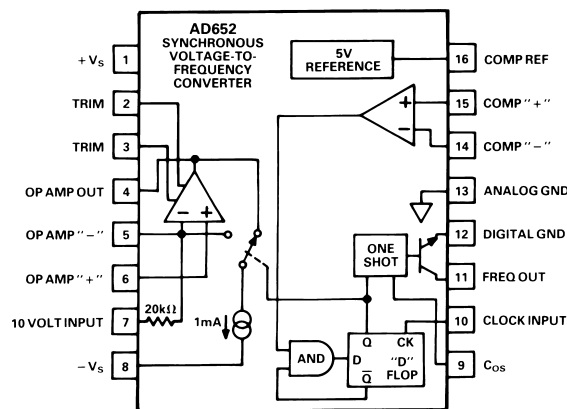 AD652
SYNCHRONOUS
VOLTAGE-TO-
FREQUENCY
CONVERTER
5V
REFERENCE
+VS 1
TRIM 2
TRIM 3
OP AMP OUT 4
OP AMP "–" 5
OP AMP "+" 6
10 VOLT INPUT 7
–VS 8
16 COMP REF
15 COMP "+"
14 COMP "–"
13 ANALOG GND
12 DIGITAL GND
11 FREQ OUT
10 CLOCK INPUT
9 COS
+
–
– +
20kΩ
1mA
ONE
SHOT
AND
Q CK
D "D"
FLOP
Q̅